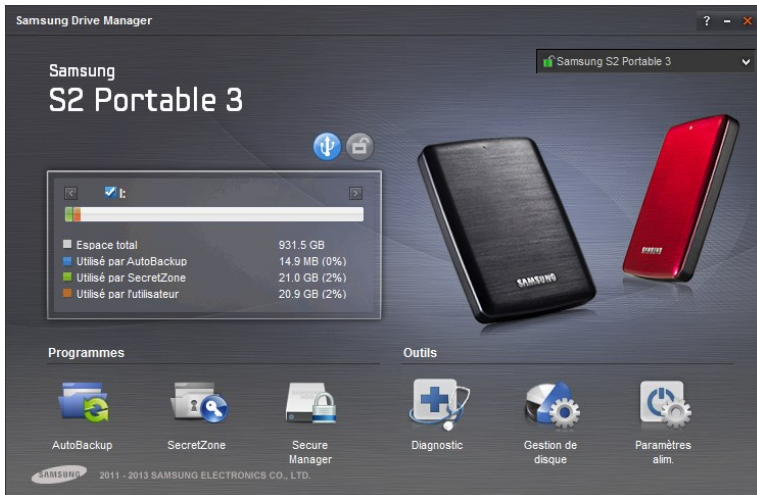 Samsung Drive Manager
?
Samsung S2 Portable 3
Samsung
S2 Portable 3
I:
Espace total 931.5 GB
Utilisé par AutoBackup 14.9 MB (0%)
Utilisé par SecretZone 21.0 GB (2%)
Utilisé par l'utilisateur 20.9 GB (2%)
SAMSUNG
SAMSUNG
Programmes
Outils
AutoBackup
SecretZone
Secure
Manager
Diagnostic
Gestion de
disque
Paramètres
alim.
SAMSUNG
2011 - 2013 SAMSUNG ELECTRONICS CO., LTD.